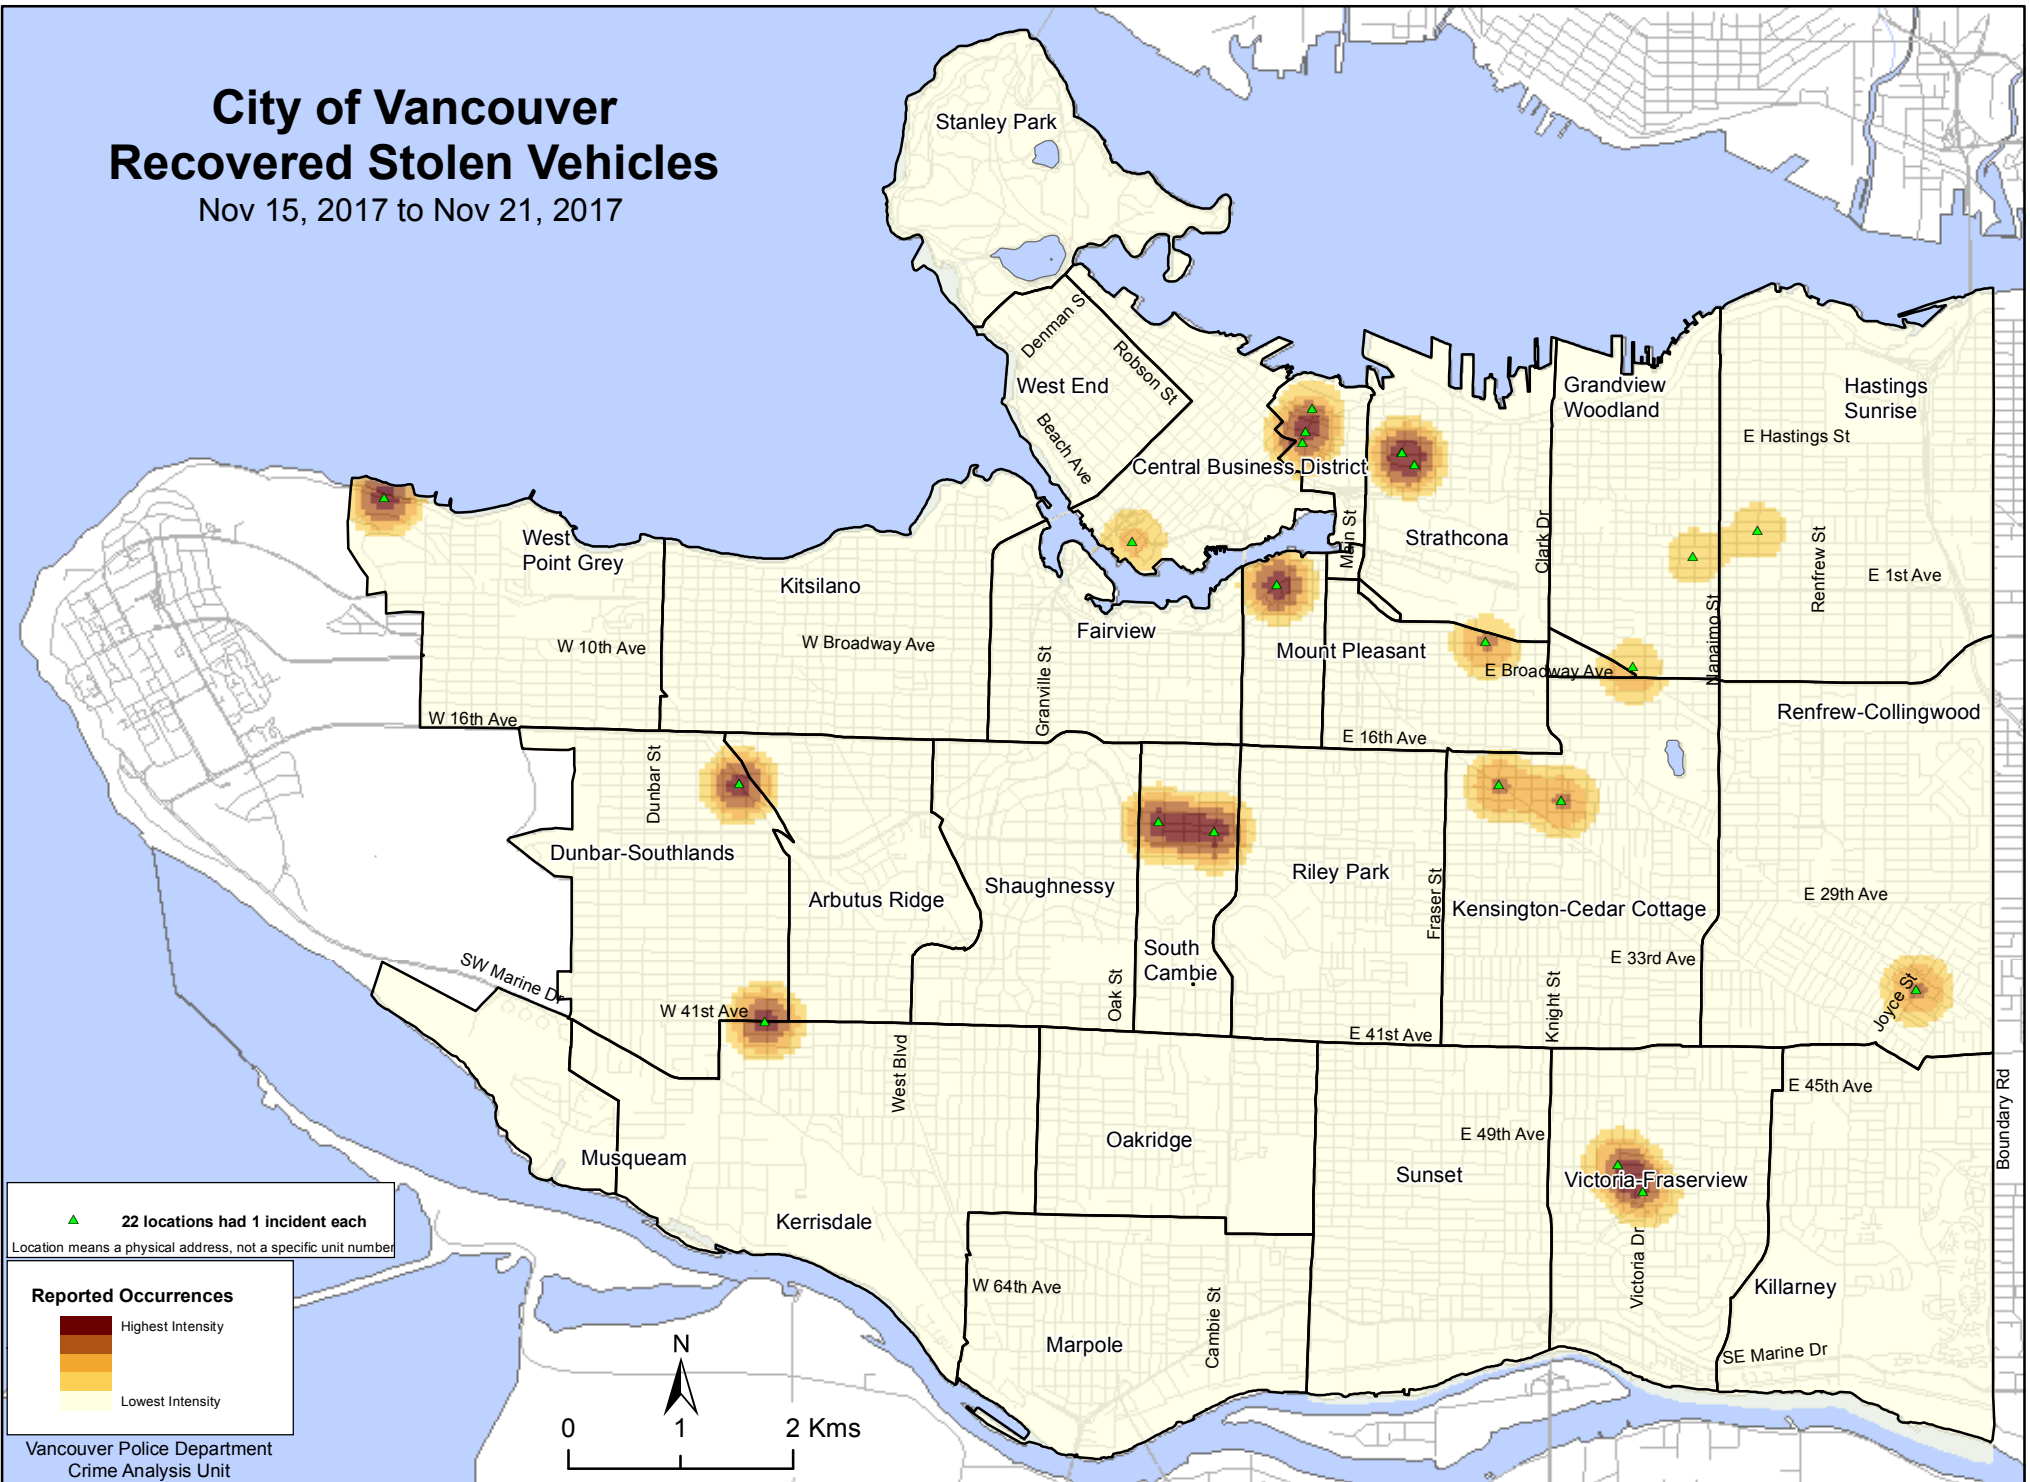 City of Vancouver
Recovered Stolen Vehicles
Nov 15, 2017 to Nov 21, 2017
Stanley Park
Denman S
Robson St
West End
Beach Ave
Central Business District
Grandview
Woodland
Hastings
Sunrise
E Hastings St
West
Point Grey
Kitsilano
Fairview
Main St
Strathcona
Clark Dr
Nanaimo St
Renfrew St
E 1st Ave
W 10th Ave
W Broadway Ave
Granville St
Mount Pleasant
E Broadway Ave
W 16th Ave
E 16th Ave
Renfrew-Collingwood
Dunbar St
Dunbar-Southlands
Arbutus Ridge
Shaughnessy
Riley Park
Fraser St
Kensington-Cedar Cottage
E 29th Ave
South
Cambie
Oak St
E 33rd Ave
Knight St
Joyce St
SW Marine Dr
W 41st Ave
E 41st Ave
West Blvd
E 45th Ave
Boundary Rd
Musqueam
Oakridge
E 49th Ave
Sunset
Victoria-Fraserview
Kerrisdale
Victoria Dr
W 64th Ave
Cambie St
Killarney
Marpole
SE Marine Dr
22 locations had 1 incident each
Location means a physical address, not a specific unit number
Reported Occurrences
Highest Intensity
Lowest Intensity
Vancouver Police Department
Crime Analysis Unit
N
0 1 2 Kms